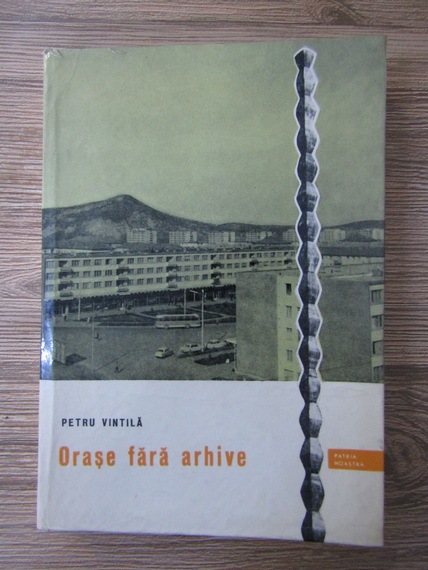 PETRU VINTILĂ
Orașe fără arhive
PATRIA
NOASTRĂ